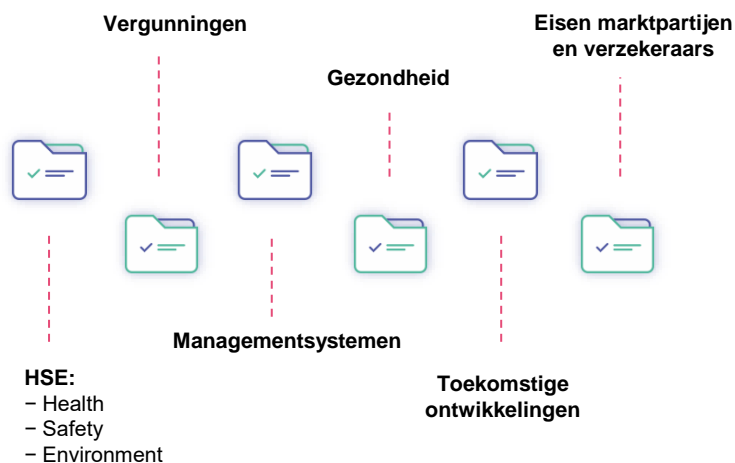 Vergunningen
Eisen marktpartijen
en verzekeraars
Gezondheid
Managementsystemen
HSE:
− Health
− Safety
− Environment
Toekomstige
ontwikkelingen